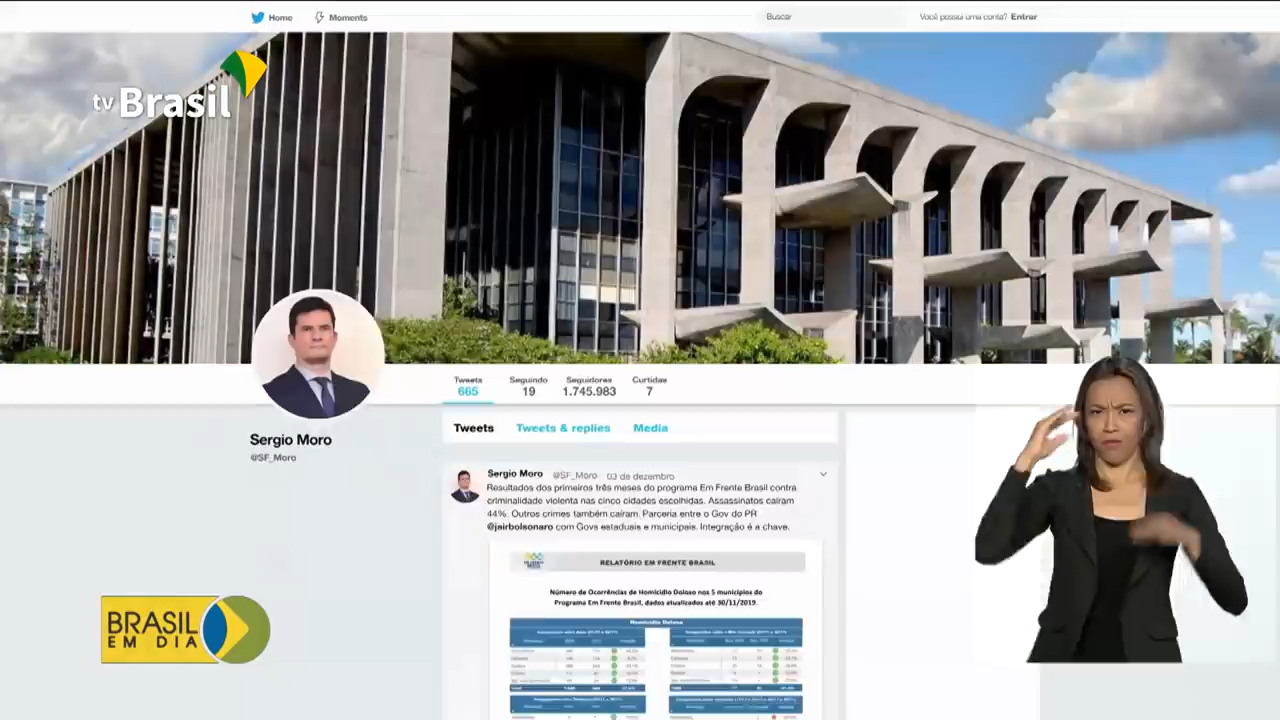 Home
Moments
Buscar
Você possui uma conta? Entrar
tv Brasil
Tweets
Seguindo
Seguidores
Curtidas
665
19
1.745.983
7
Sergio Moro
@SF_Moro
Tweets
Tweets & replies
Media
Sergio Moro @SF_Moro 03 de dezembro
Resultados dos primeiros três meses do programa Em Frente Brasil contra
criminalidade violenta nas cinco cidades escolhidas. Assassinatos caíram
44%. Outros crimes também caíram. Parceria entre o Gov do PR
@jairbolsonaro com Govs estaduais e municipais. Integração é a chave.
RELATÓRIO EM FRENTE BRASIL
Número de Ocorrências de Homicídio Doloso nos 5 municípios do
Programa Em Frente Brasil, dados atualizados até 30/11/2019.
Homicídio Doloso
BRASIL
EM DIA